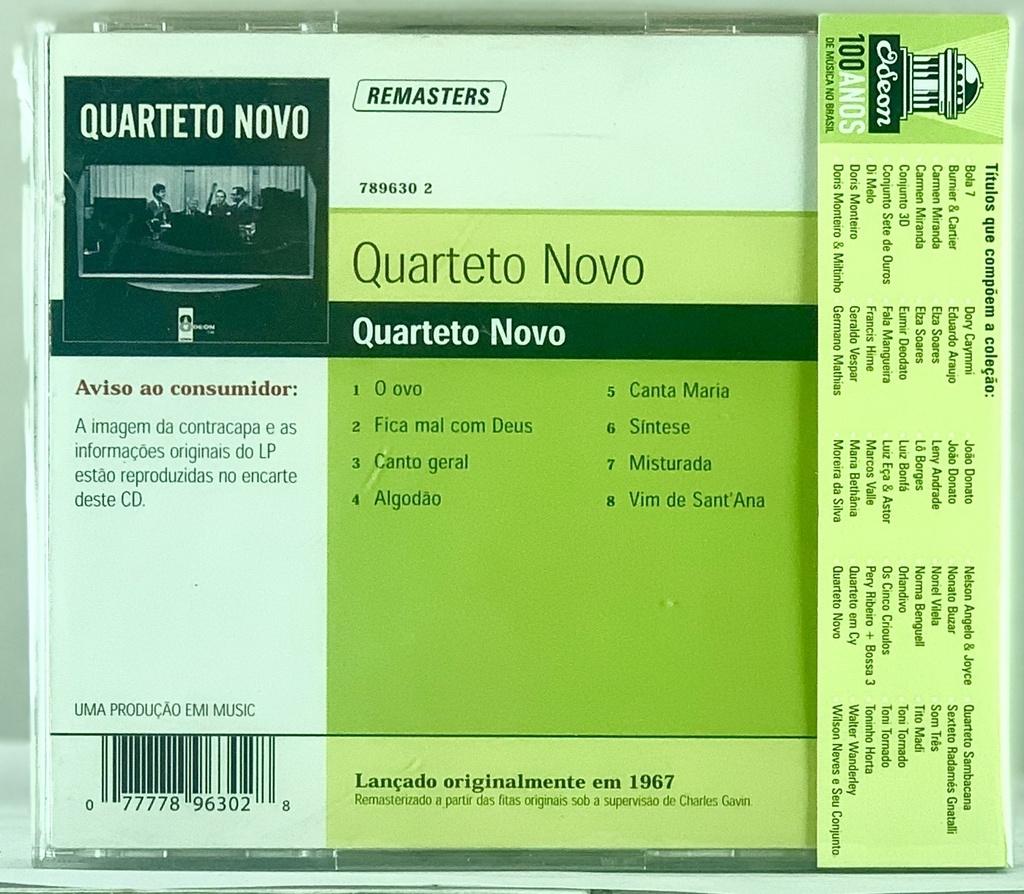 QUARTETO NOVO
ODEON
REMASTERS
789630 2
Quarteto Novo
Quarteto Novo
Aviso ao consumidor:
A imagem da contracapa e as
informações originais do LP
estão reproduzidas no encarte
deste CD.
1 O ovo
2 Fica mal com Deus
3 Canto geral
4 Algodão
5 Canta Maria
6 Síntese
7 Misturada
8 Vim de Sant'Ana
UMA PRODUÇÃO EMI MUSIC
0 77778 96302 8
Lançado originalmente em 1967
Remasterizado a partir das fitas originais sob a supervisão de Charles Gavin.
Odeon
100 ANOS
DE MÚSICA NO BRASIL
Títulos que compõem a coleção:
Bola 7
Burnier & Cartier
Carmen Miranda
Carmen Miranda
Conjunto 3D
Conjunto Sete de Ouros
Di Melo
Doris Monteiro
Doris Monteiro & Miltinho
Dory Caymmi
Eduardo Araujo
Elza Soares
Elza Soares
Eumir Deodato
Fala Mangueira
Francis Hime
Geraldo Vespar
Germano Mathias
João Donato
João Donato
Leny Andrade
Lô Borges
Luiz Bonfá
Luiz Eça & Astor
Marcos Valle
Maria Bethânia
Moreira da Silva
Nelson Angelo & Joyce
Nonato Buzar
Noriel Vilela
Norma Benguell
Orlandivo
Os Cinco Crioulos
Pery Ribeiro + Bossa 3
Quarteto em Cy
Quarteto Novo
Quarteto Sambacana
Sexteto Radamés Gnatalli
Som Três
Tito Madi
Toni Tornado
Toni Tornado
Toninho Horta
Walter Wanderley
Wilson Neves e Seu Conjunto